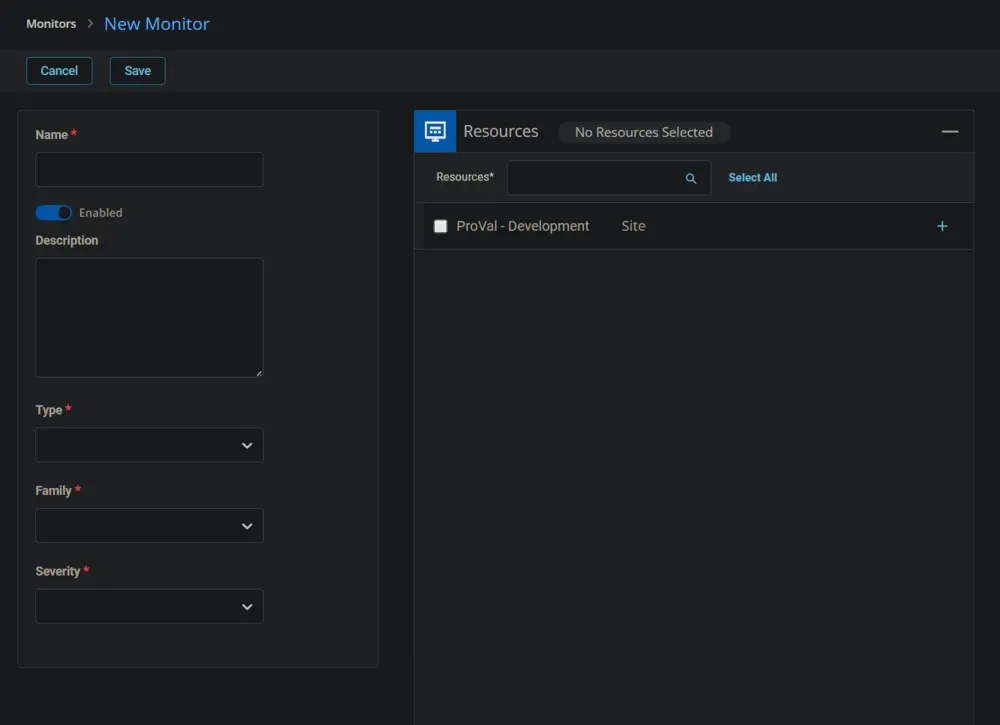 Monitors > New Monitor
Cancel Save
Name *
Enabled
Description
Type *
Family *
Severity *
Resources No Resources Selected
Resources* Select All
ProVal - Development Site